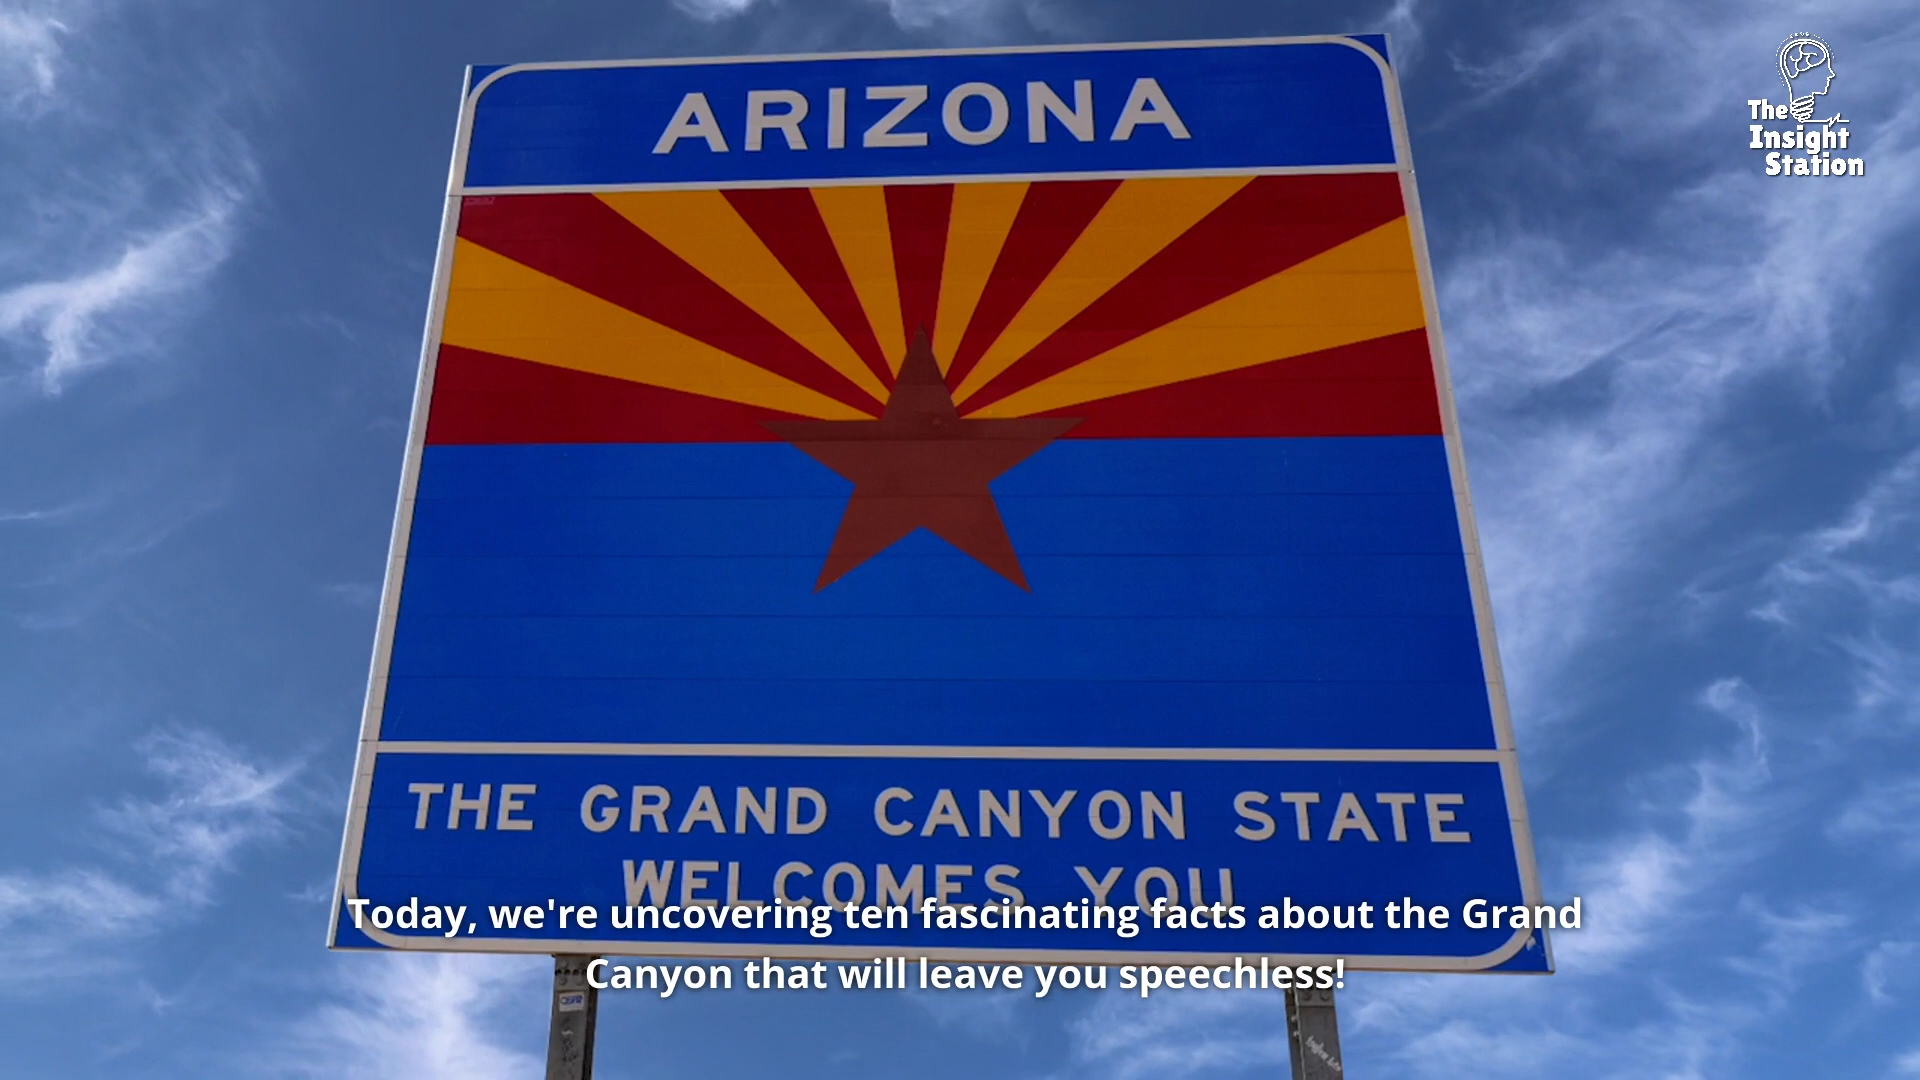 ARIZONA
The
Insight
Station
THE GRAND CANYON STATE
WELCOMES YOU
Today, we're uncovering ten fascinating facts about the Grand
Canyon that will leave you speechless!